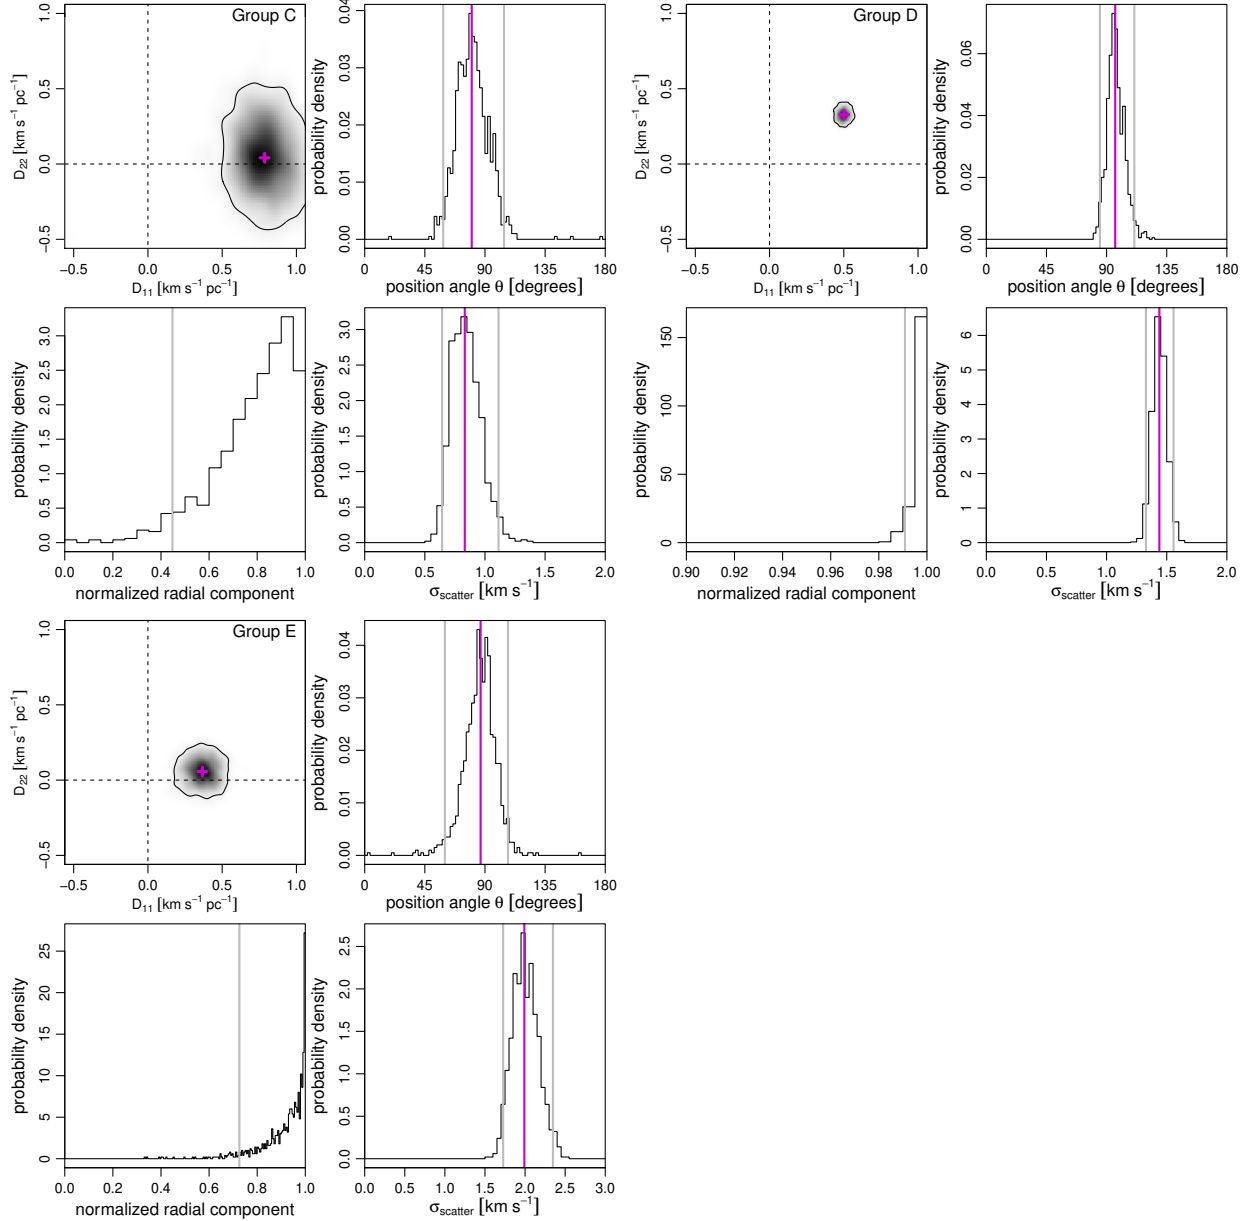 Group C
D22 [km s−1 pc−1]
−0.5 0.0 0.5 1.0
−0.5 0.0 0.5 1.0
D11 [km s−1 pc−1]
probability density
0.00 0.01 0.02 0.03 0.04
0 45 90 135 180
position angle θ [degrees]
Group D
D22 [km s−1 pc−1]
−0.5 0.0 0.5 1.0
−0.5 0.0 0.5 1.0
D11 [km s−1 pc−1]
probability density
0.00 0.02 0.04 0.06
0 45 90 135 180
position angle θ [degrees]
probability density
0.0 0.5 1.0 1.5 2.0 2.5 3.0
0.0 0.2 0.4 0.6 0.8 1.0
normalized radial component
probability density
0.0 0.5 1.0 1.5 2.0 2.5 3.0
0.0 0.5 1.0 1.5 2.0
σscatter [km s−1]
probability density
0 50 100 150
0.90 0.92 0.94 0.96 0.98 1.00
normalized radial component
probability density
0 1 2 3 4 5 6
0.0 0.5 1.0 1.5 2.0
σscatter [km s−1]
Group E
D22 [km s−1 pc−1]
−0.5 0.0 0.5 1.0
−0.5 0.0 0.5 1.0
D11 [km s−1 pc−1]
probability density
0.00 0.01 0.02 0.03 0.04
0 45 90 135 180
position angle θ [degrees]
probability density
0 5 10 15 20 25
0.0 0.2 0.4 0.6 0.8 1.0
normalized radial component
probability density
0.0 0.5 1.0 1.5 2.0 2.5
0.0 0.5 1.0 1.5 2.0 2.5 3.0
σscatter [km s−1]